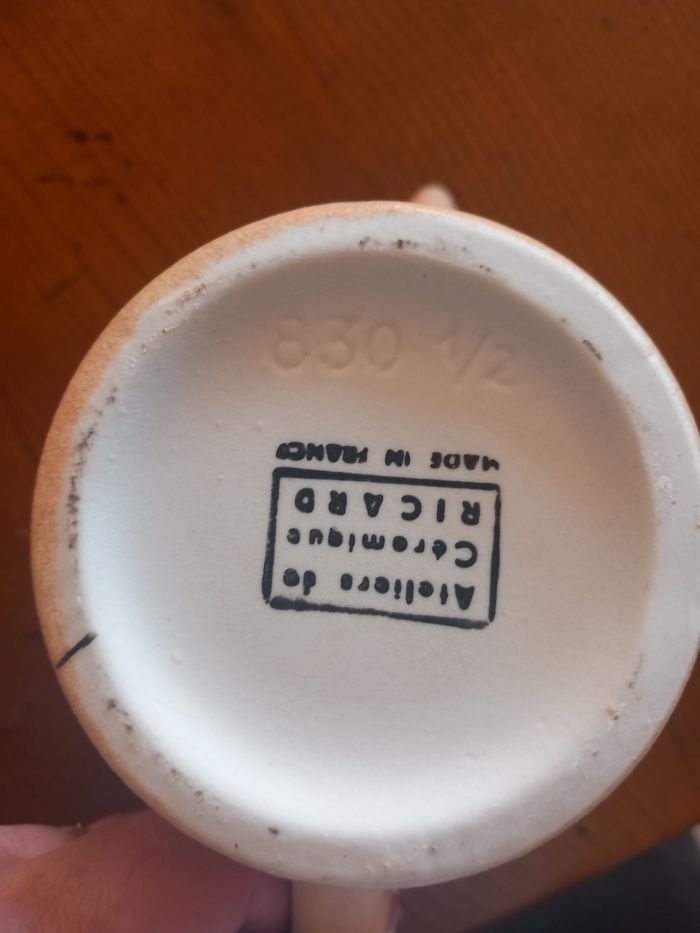 830 1/2
Ateliers de
Céramique
RICARD
MADE IN FRANCE